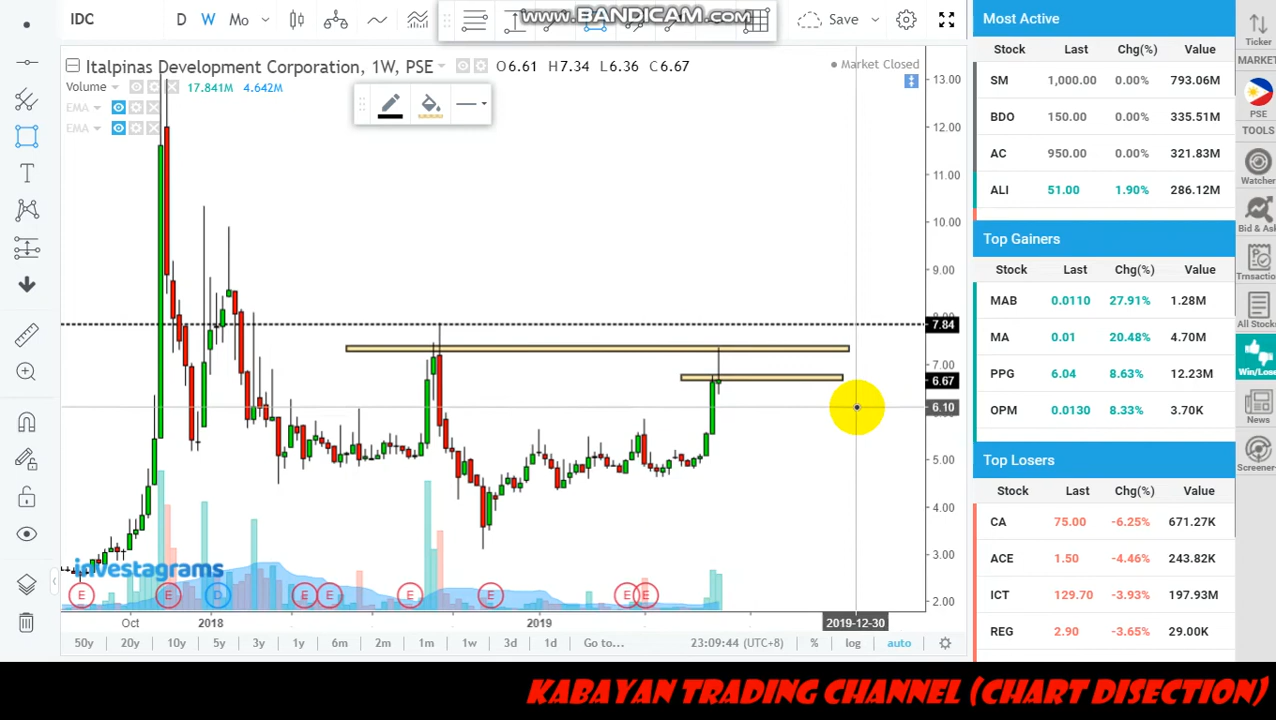 IDC
D
W
Mo
www.BANDICAM.com
Save
Italpinas Development Corporation, 1W, PSE
O6.61 H7.34 L6.36 C6.67
Market Closed
Volume
17.841M 4.642M
EMA
EMA
13.00
12.00
11.00
10.00
9.00
7.84
7.00
6.67
6.10
5.00
4.00
3.00
2.00
investagrams
E
E
D
E
E
E
E
E
E
Oct
2018
2019
2019-12-30
50y
20y
10y
5y
3y
1y
6m
2m
1m
1w
3d
1d
Go to...
23:09:44 (UTC+8)
%
log
auto
Most Active
Stock Last Chg(%) Value
SM 1,000.00 0.00% 793.06M
BDO 150.00 0.00% 335.51M
AC 950.00 0.00% 321.83M
ALI 51.00 1.90% 286.12M
Top Gainers
Stock Last Chg(%) Value
MAB 0.0110 27.91% 1.28M
MA 0.01 20.48% 4.70M
PPG 6.04 8.63% 12.23M
OPM 0.0130 8.33% 3.70K
Top Losers
Stock Last Chg(%) Value
CA 75.00 -6.25% 671.27K
ACE 1.50 -4.46% 243.82K
ICT 129.70 -3.93% 197.93M
REG 2.90 -3.65% 29.00K
Ticker
MARKET
PSE
TOOLS
Watcher
Bid & Ask
All Stock
Win/Lose
News
Screener
KABAYAN TRADING CHANNEL (CHART DISECTION)